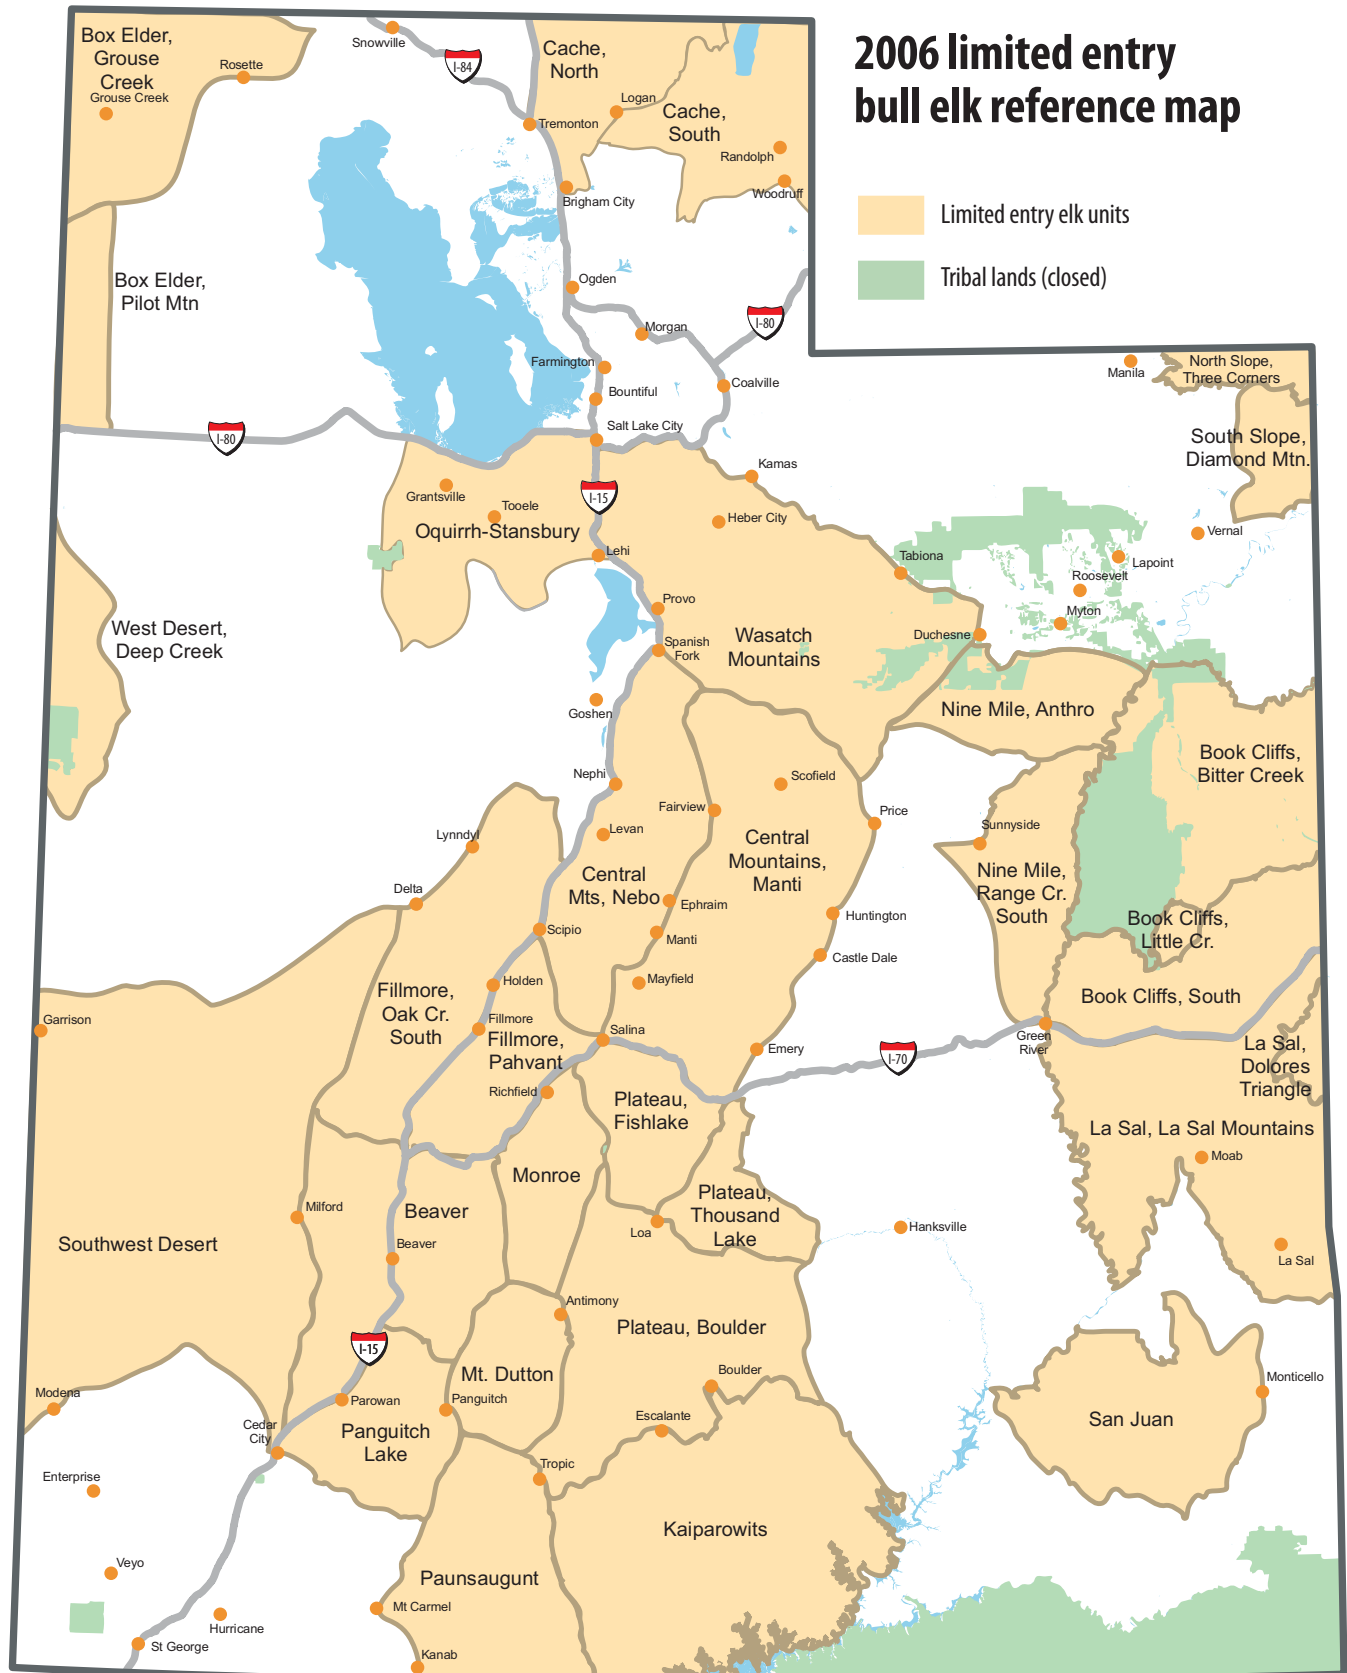 2006 limited entry
bull elk reference map
Limited entry elk units
Tribal lands (closed)
Box Elder,
Grouse
Creek
Grouse Creek
Rosette
Snowville
I-84
Cache,
North
Logan
Cache,
South
Tremonton
Randolph
Woodruff
Brigham City
Box Elder,
Pilot Mtn
Ogden
Morgan
I-80
Farmington
Bountiful
Coalville
Manila
North Slope,
Three Corners
Salt Lake City
I-80
South Slope,
Diamond Mtn.
Kamas
Grantsville
Tooele
I-15
Heber City
Oquirrh-Stansbury
Lehi
Vernal
Tabiona
Lapoint
Roosevelt
Provo
Myton
West Desert,
Deep Creek
Spanish
Fork
Wasatch
Mountains
Duchesne
Goshen
Nine Mile, Anthro
Book Cliffs,
Bitter Creek
Nephi
Scofield
Fairview
Price
Levan
Sunnyside
Lynndyl
Central
Mountains,
Manti
Central
Mts, Nebo
Nine Mile,
Range Cr.
South
Delta
Ephraim
Huntington
Book Cliffs,
Little Cr.
Scipio
Manti
Castle Dale
Mayfield
Holden
Fillmore,
Oak Cr.
South
Book Cliffs, South
Garrison
Fillmore
Fillmore,
Pahvant
Salina
Emery
I-70
Green
River
La Sal,
Dolores
Triangle
Richfield
Plateau,
Fishlake
La Sal, La Sal Mountains
Moab
Monroe
Plateau,
Thousand
Lake
Milford
Beaver
Loa
Hanksville
Southwest Desert
Beaver
La Sal
Antimony
Plateau, Boulder
I-15
Mt. Dutton
Boulder
Monticello
Modena
Parowan
Panguitch
San Juan
Cedar
City
Panguitch
Lake
Escalante
Tropic
Enterprise
Kaiparowits
Veyo
Paunsaugunt
Mt Carmel
Hurricane
St George
Kanab